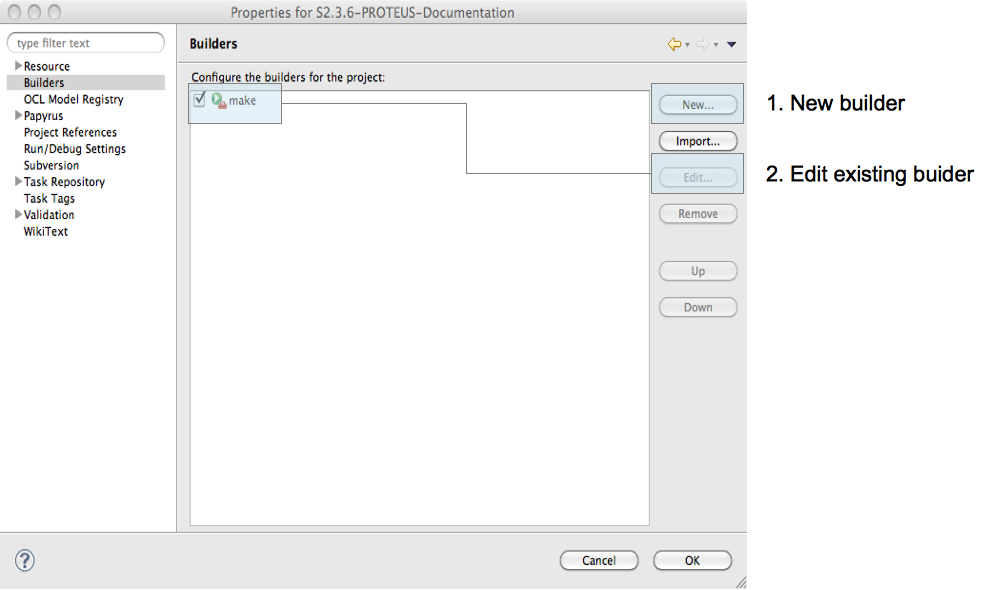 Properties for S2.3.6-PROTEUS-Documentation
type filter text
Resource
Builders
OCL Model Registry
Papyrus
Project References
Run/Debug Settings
Subversion
Task Repository
Task Tags
Validation
WikiText
Builders
Configure the builders for the project:
make
New...
Import...
Edit...
Remove
Up
Down
1. New builder
2. Edit existing buider
?
Cancel
OK